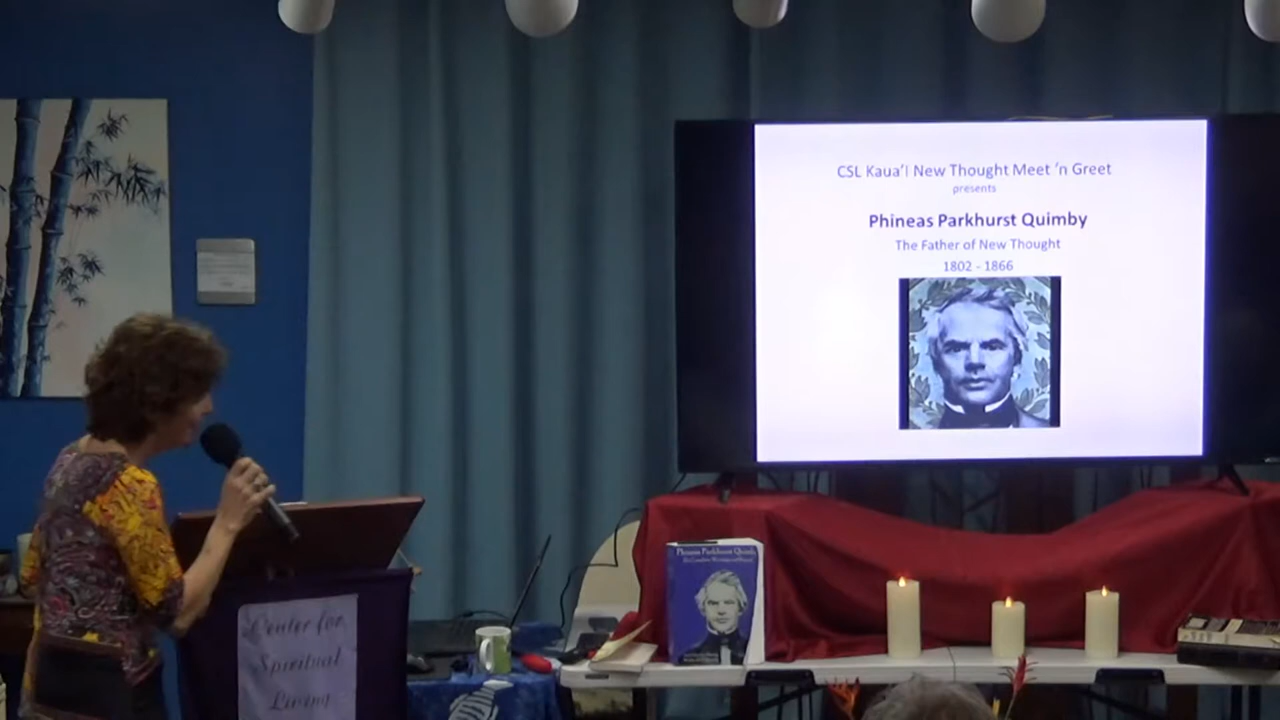 CSL Kaua'I New Thought Meet 'n Greet
presents
Phineas Parkhurst Quimby
The Father of New Thought
1802 - 1866
Phineas Parkhurst Quimby
Center for
Spiritual
Living